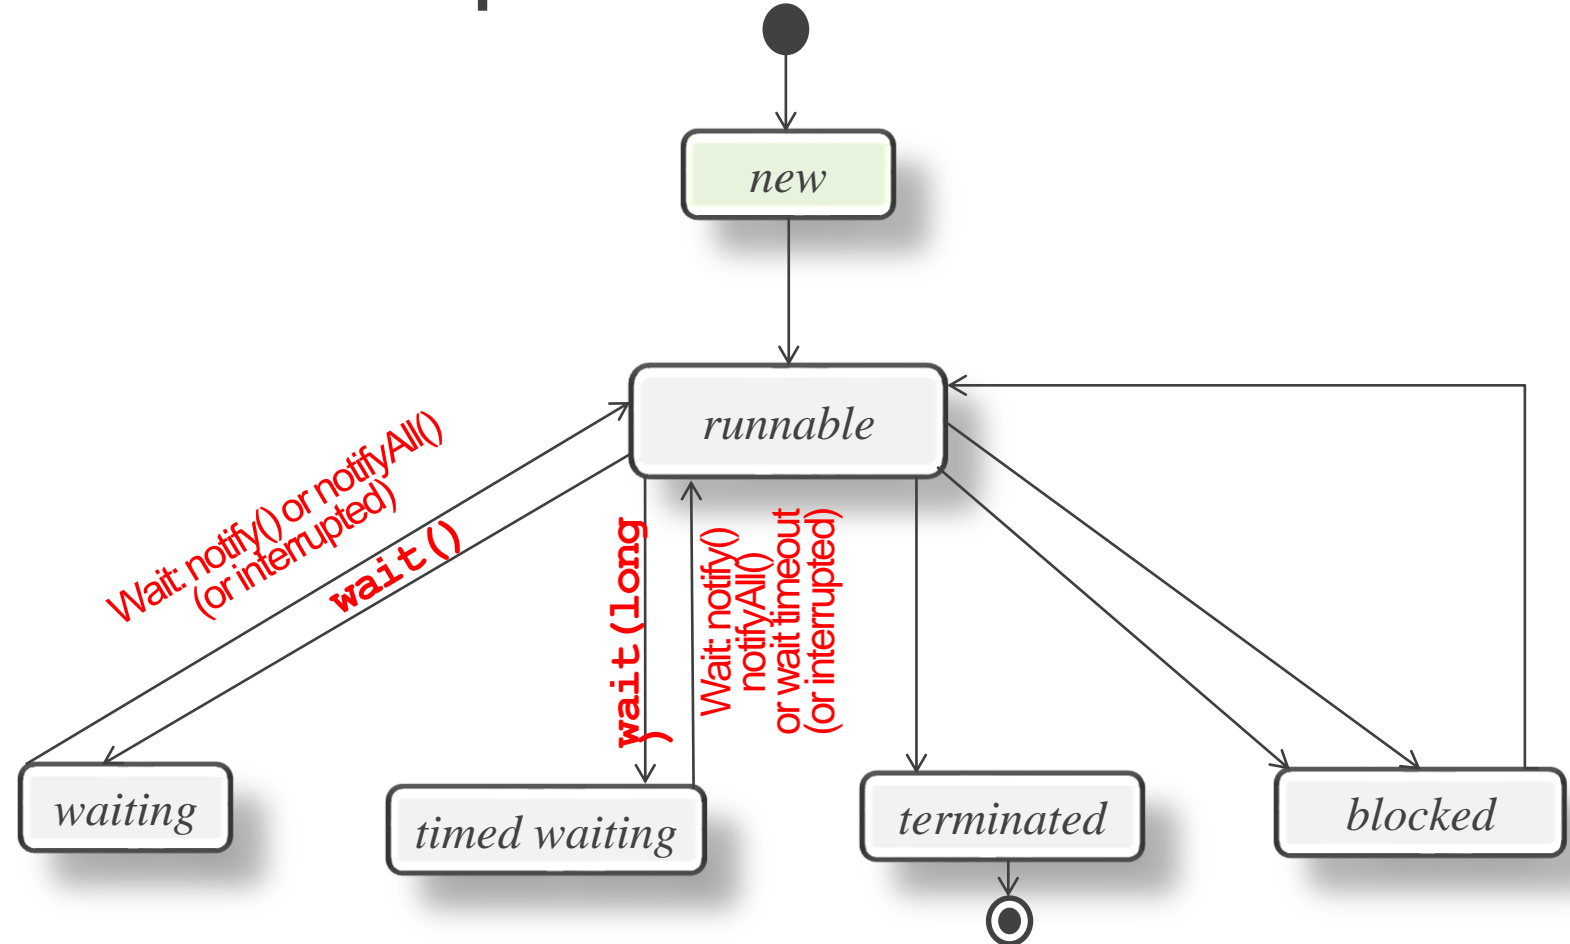 new
runnable
Wait: notify() or notifyAll()
(or interrupted)
wait()
wait(long
)
Wait: notify()
notifyAll()
or wait timeout
(or interrupted)
waiting
timed waiting
terminated
blocked